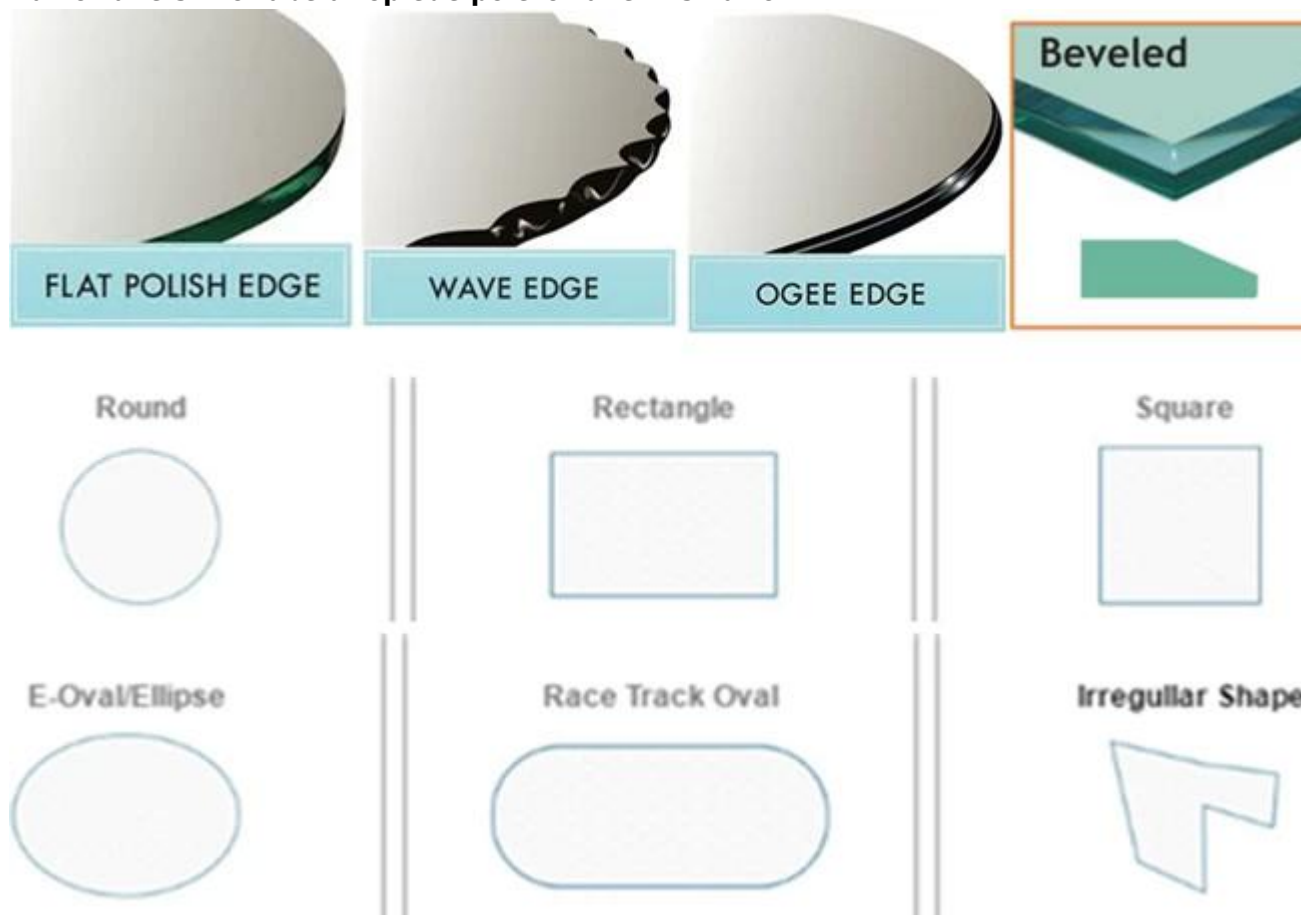 Beveled
FLAT POLISH EDGE
WAVE EDGE
OGEE EDGE
Round
Rectangle
Square
E-Oval/Ellipse
Race Track Oval
Irregullar Shape